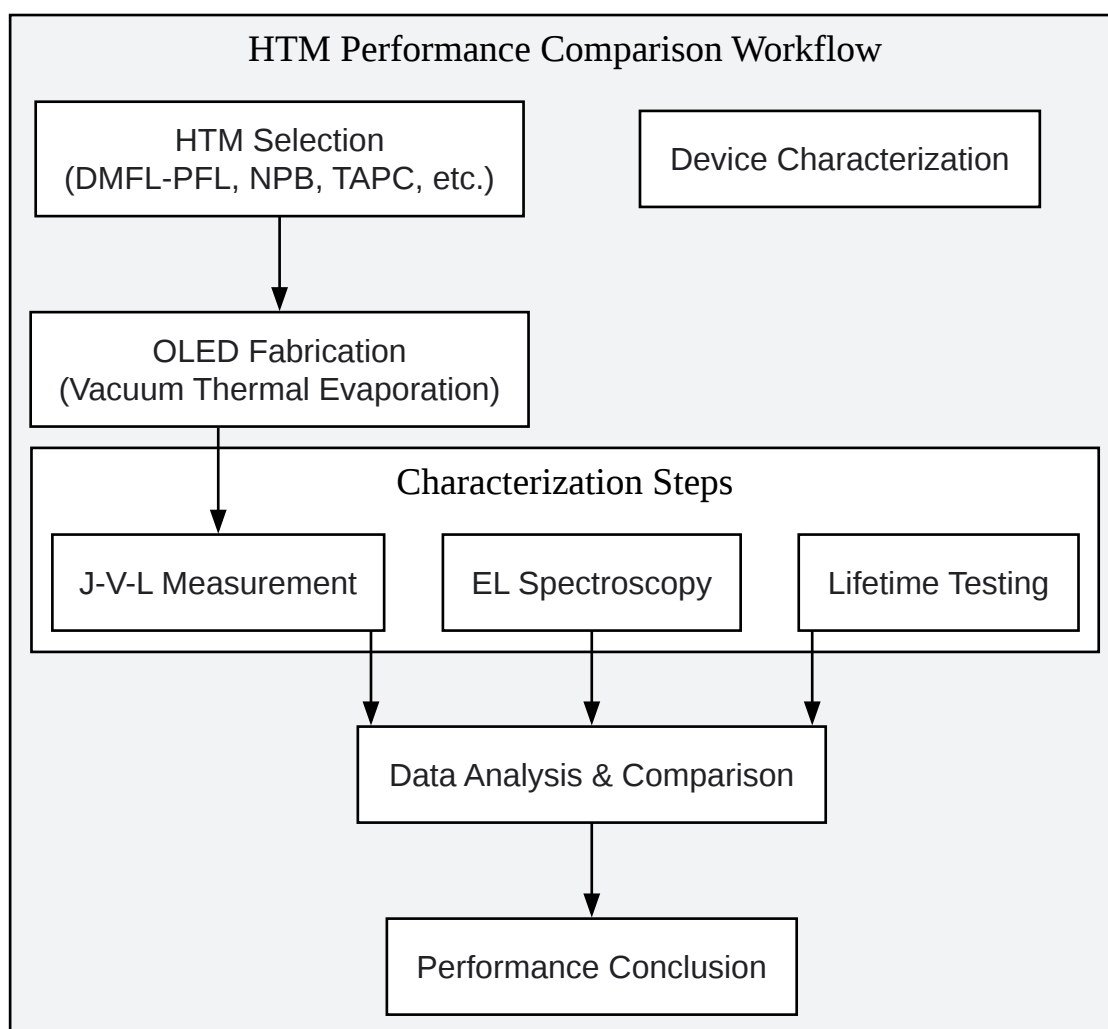 HTM Performance Comparison Workflow
HTM Selection
(DMFL-PFL, NPB, TAPC, etc.)
Device Characterization
OLED Fabrication
(Vacuum Thermal Evaporation)
Characterization Steps
J-V-L Measurement
EL Spectroscopy
Lifetime Testing
Data Analysis & Comparison
Performance Conclusion